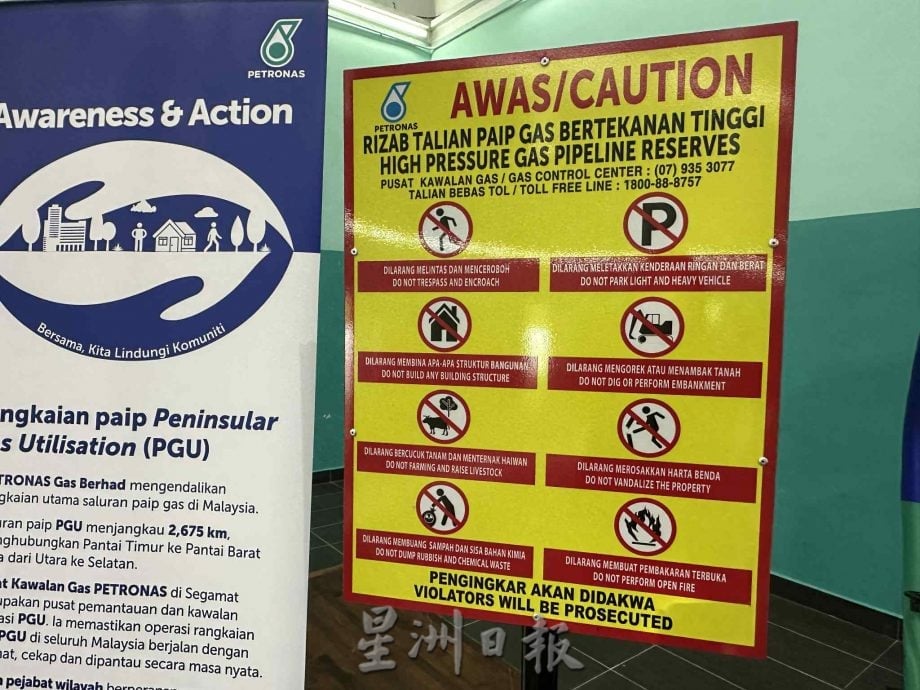 PETRONAS
Awareness & Action
Bersama, Kita Lindungi Komuniti
paip Peninsular
Utilisation (PGU)
Gas Berhad mengendalikan
utama saluran paip gas di Malaysia.
paip PGU menjangkau 2,675 km,
Pantai Timur ke Pantai Barat
dari Utara ke Selatan.
Kawalan Gas PETRONAS di Segamat
pusat pemantauan dan kawalan
PGU. Ia memastikan operasi rangkaian
PGU di seluruh Malaysia berjalan dengan
cekap dan dipantau secara masa nyata.
pejabat wilayah
PETRONAS
AWAS/CAUTION
RIZAB TALIAN PAIP GAS BERTEKANAN TINGGI
HIGH PRESSURE GAS PIPELINE RESERVES
PUSAT KAWALAN GAS / GAS CONTROL CENTER : (07) 935 3077
TALIAN BEBAS TOL / TOLL FREE LINE : 1800-88-8757
P
DILARANG MELINTAS DAN MENCEROBOH
DO NOT TRESPASS AND ENCROACH
DILARANG MELETAKKAN KENDERAAN RINGAN DAN BERAT
DO NOT PARK LIGHT AND HEAVY VEHICLE
DILARANG MEMBINA APA-APA STRUKTUR BANGUNAN
DO NOT BUILD ANY BUILDING STRUCTURE
DILARANG MENGOREK ATAU MENAMBAK TANAH
DO NOT DIG OR PERFORM EMBANKMENT
DILARANG BERCUCUK TANAM DAN MENTERNAK HAIWAN
DO NOT FARMING AND RAISE LIVESTOCK
DILARANG MEROSAKKAN HARTA BENDA
DO NOT VANDALIZE THE PROPERTY
DILARANG MEMBUANG SAMPAH DAN SISA BAHAN KIMIA
DO NOT DUMP RUBBISH AND CHEMICAL WASTE
DILARANG MEMBUAT PEMBAKARAN TERBUKA
DO NOT PERFORM OPEN FIRE
PENGINGKAR AKAN DIDAKWA
VIOLATORS WILL BE PROSECUTED
星洲日報